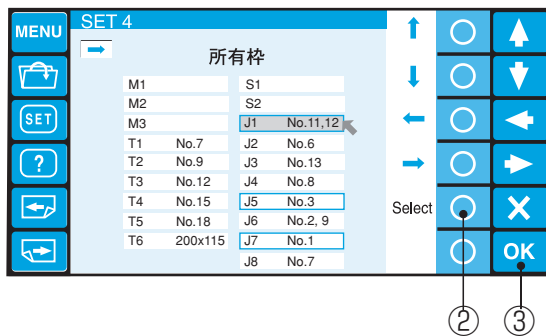 MENU
SET 4
所有枠
SET
?
M1
M2
M3
T1 No.7
T2 No.9
T3 No.12
T4 No.15
T5 No.18
T6 200x115
S1
S2
J1 No.11,12
J2 No.6
J3 No.13
J4 No.8
J5 No.3
J6 No.2, 9
J7 No.1
J8 No.7
Select
OK
② ③